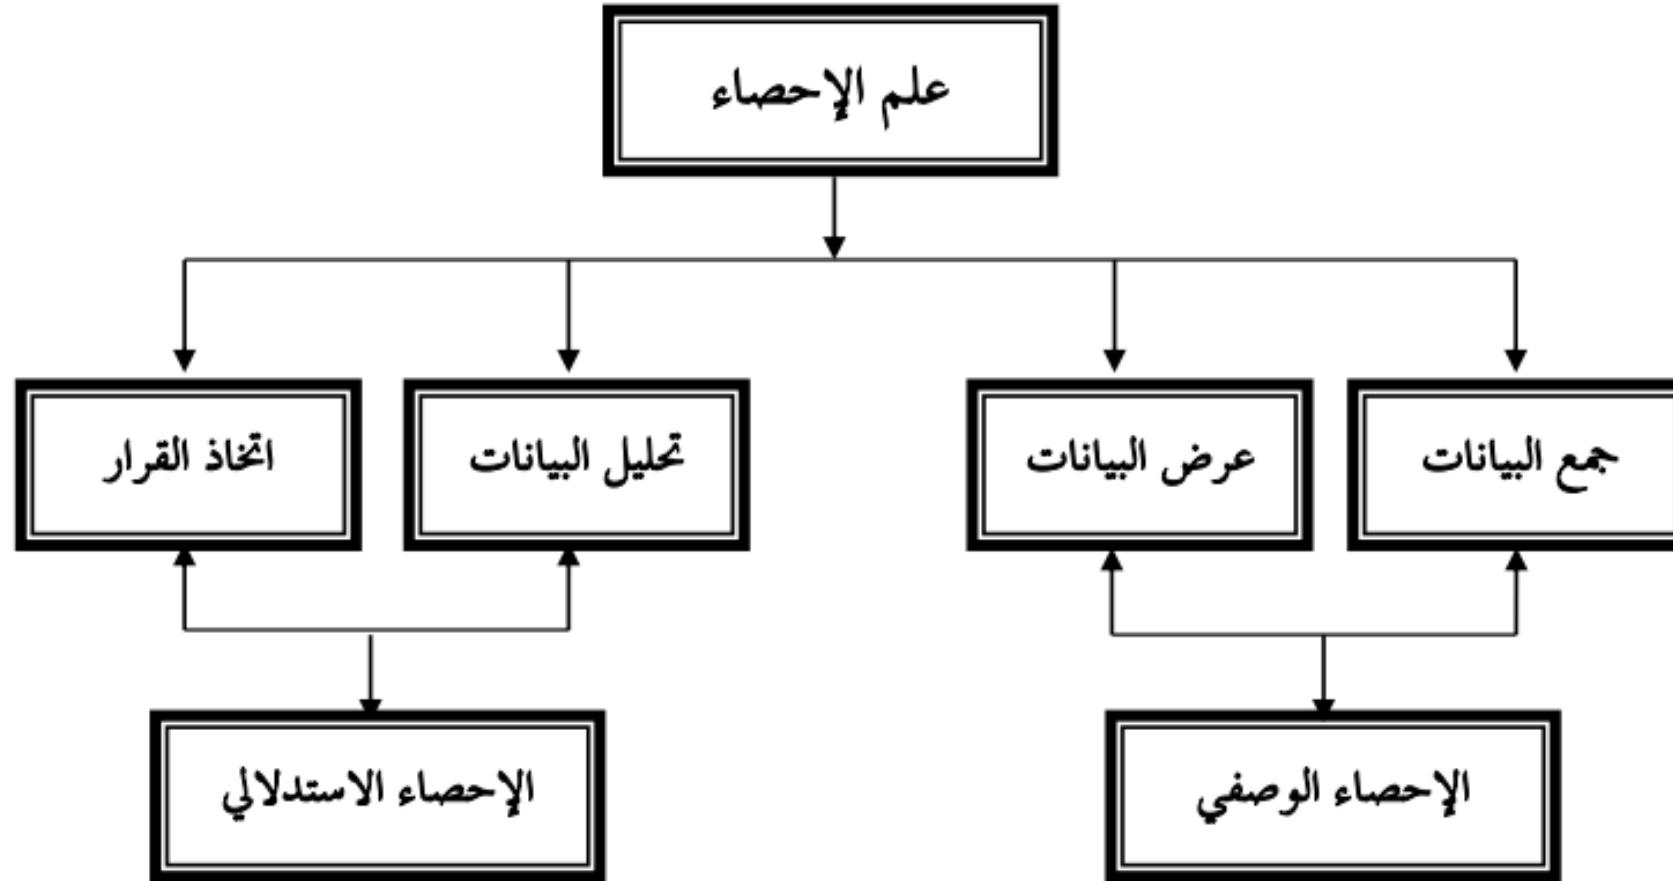 علم الإحصاء
جمع البيانات
عرض البيانات
تحليل البيانات
اتخاذ القرار
الإحصاء الوصفي
الإحصاء الاستدلالي